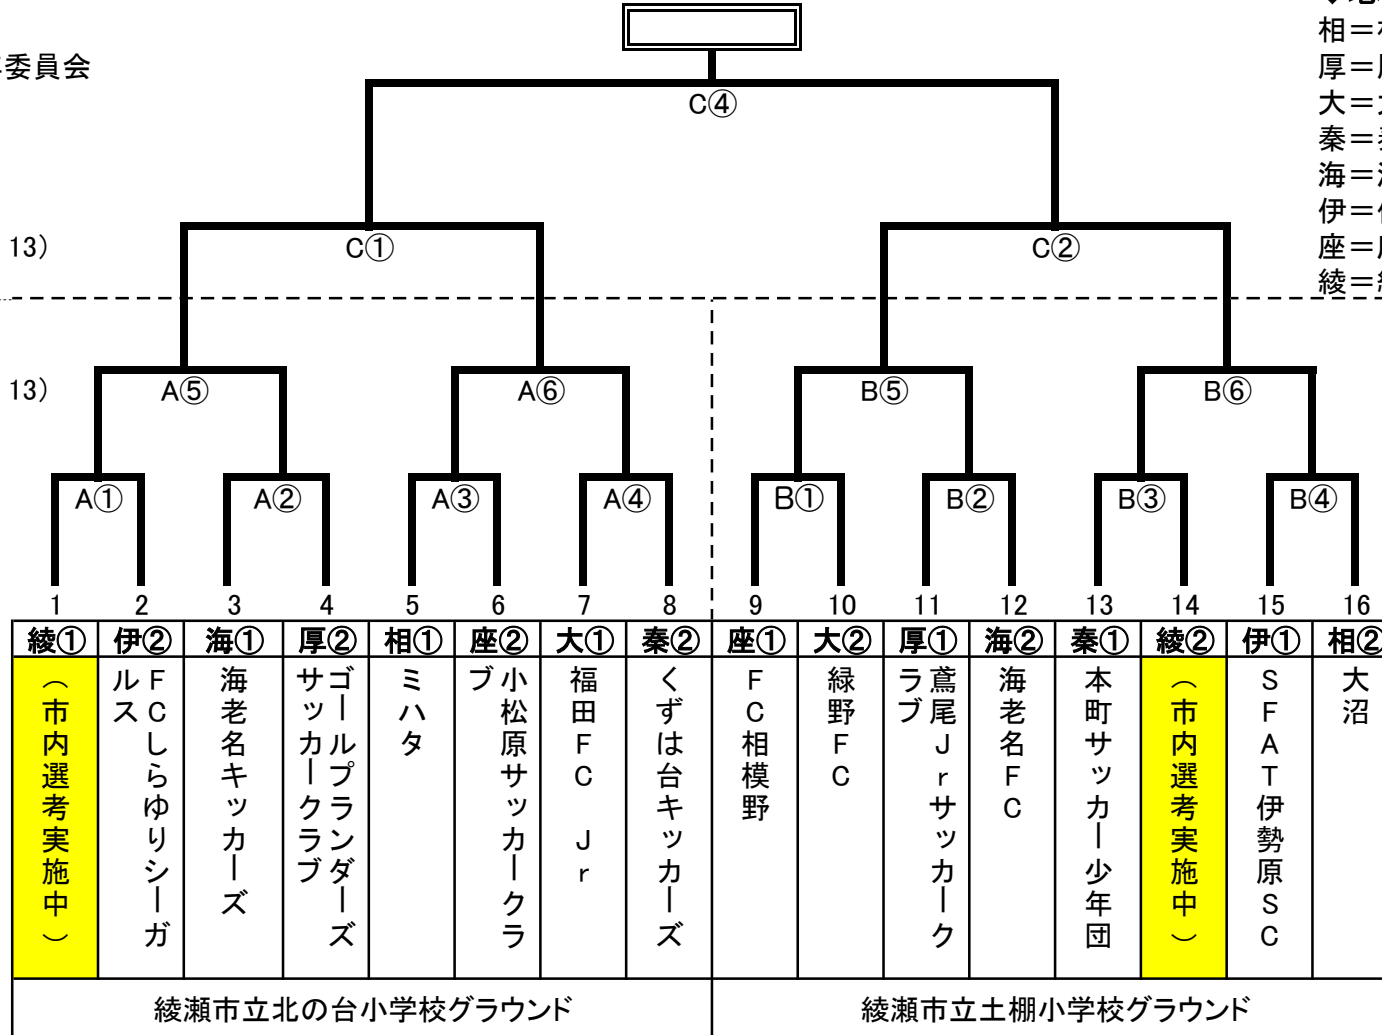 委員会
相＝
厚＝
大＝
秦＝
海＝
伊＝
座＝
綾＝
C④
13）
C①
C②
13）
A⑤
A⑥
B⑤
B⑥
A①
A②
A③
A④
B①
B②
B③
B④
1
2
3
4
5
6
7
8
9
10
11
12
13
14
15
16
綾①
伊②
海①
厚②
相①
座②
大①
秦②
座①
大②
厚①
海②
秦①
綾②
伊①
相②
（市内選考実施中）
FCしらゆりシーガ
ルス
海老名キッカーズ
ゴールプランダーズ
サッカークラブ
ミハタ
小松原サッカークラ
ブ
福田FC Jr
くずは台キッカーズ
FC相模野
緑野FC
鳶尾Jrサッカーク
ラブ
海老名FC
本町サッカー少年団
（市内選考実施中）
SFAT伊勢原SC
大沼
綾瀬市立北の台小学校グラウンド
綾瀬市立土棚小学校グラウンド